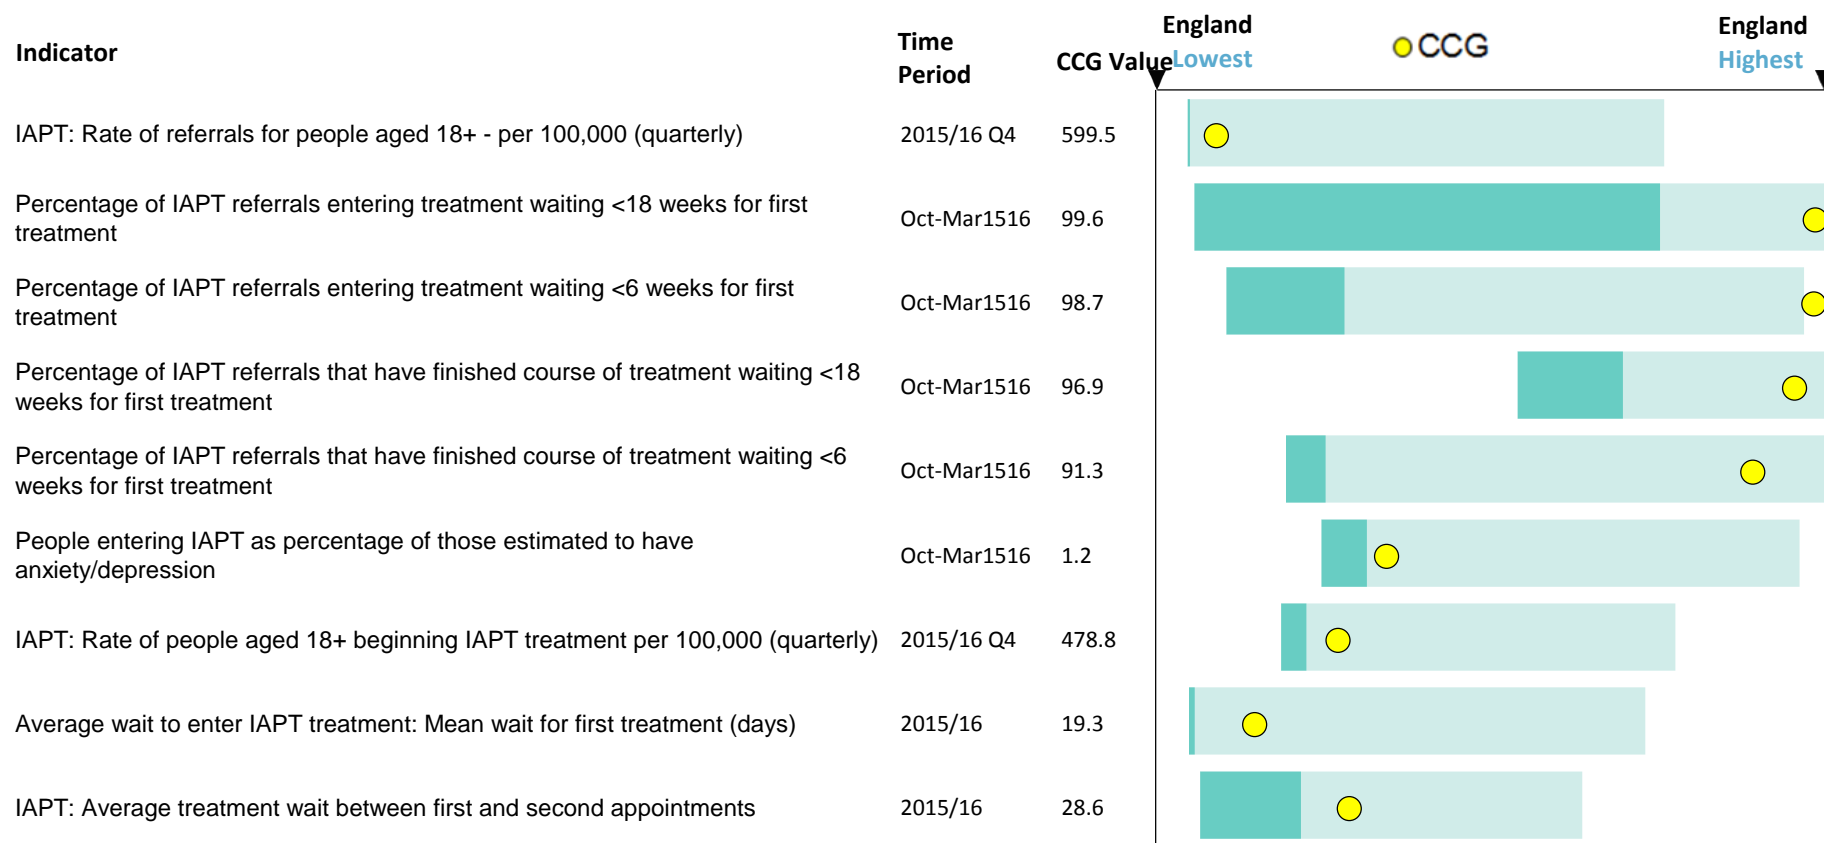 Indicator
Time
Period
CCG Value
England
Lowest
CCG
England
Highest
IAPT: Rate of referrals for people aged 18+ - per 100,000 (quarterly) 2015/16 Q4 599.5
Percentage of IAPT referrals entering treatment waiting <18 weeks for first
treatment
Oct-Mar1516 99.6
Percentage of IAPT referrals entering treatment waiting <6 weeks for first
treatment
Oct-Mar1516 98.7
Percentage of IAPT referrals that have finished course of treatment waiting <18
weeks for first treatment
Oct-Mar1516 96.9
Percentage of IAPT referrals that have finished course of treatment waiting <6
weeks for first treatment
Oct-Mar1516 91.3
People entering IAPT as percentage of those estimated to have
anxiety/depression
Oct-Mar1516 1.2
IAPT: Rate of people aged 18+ beginning IAPT treatment per 100,000 (quarterly) 2015/16 Q4 478.8
Average wait to enter IAPT treatment: Mean wait for first treatment (days) 2015/16 19.3
IAPT: Average treatment wait between first and second appointments 2015/16 28.6